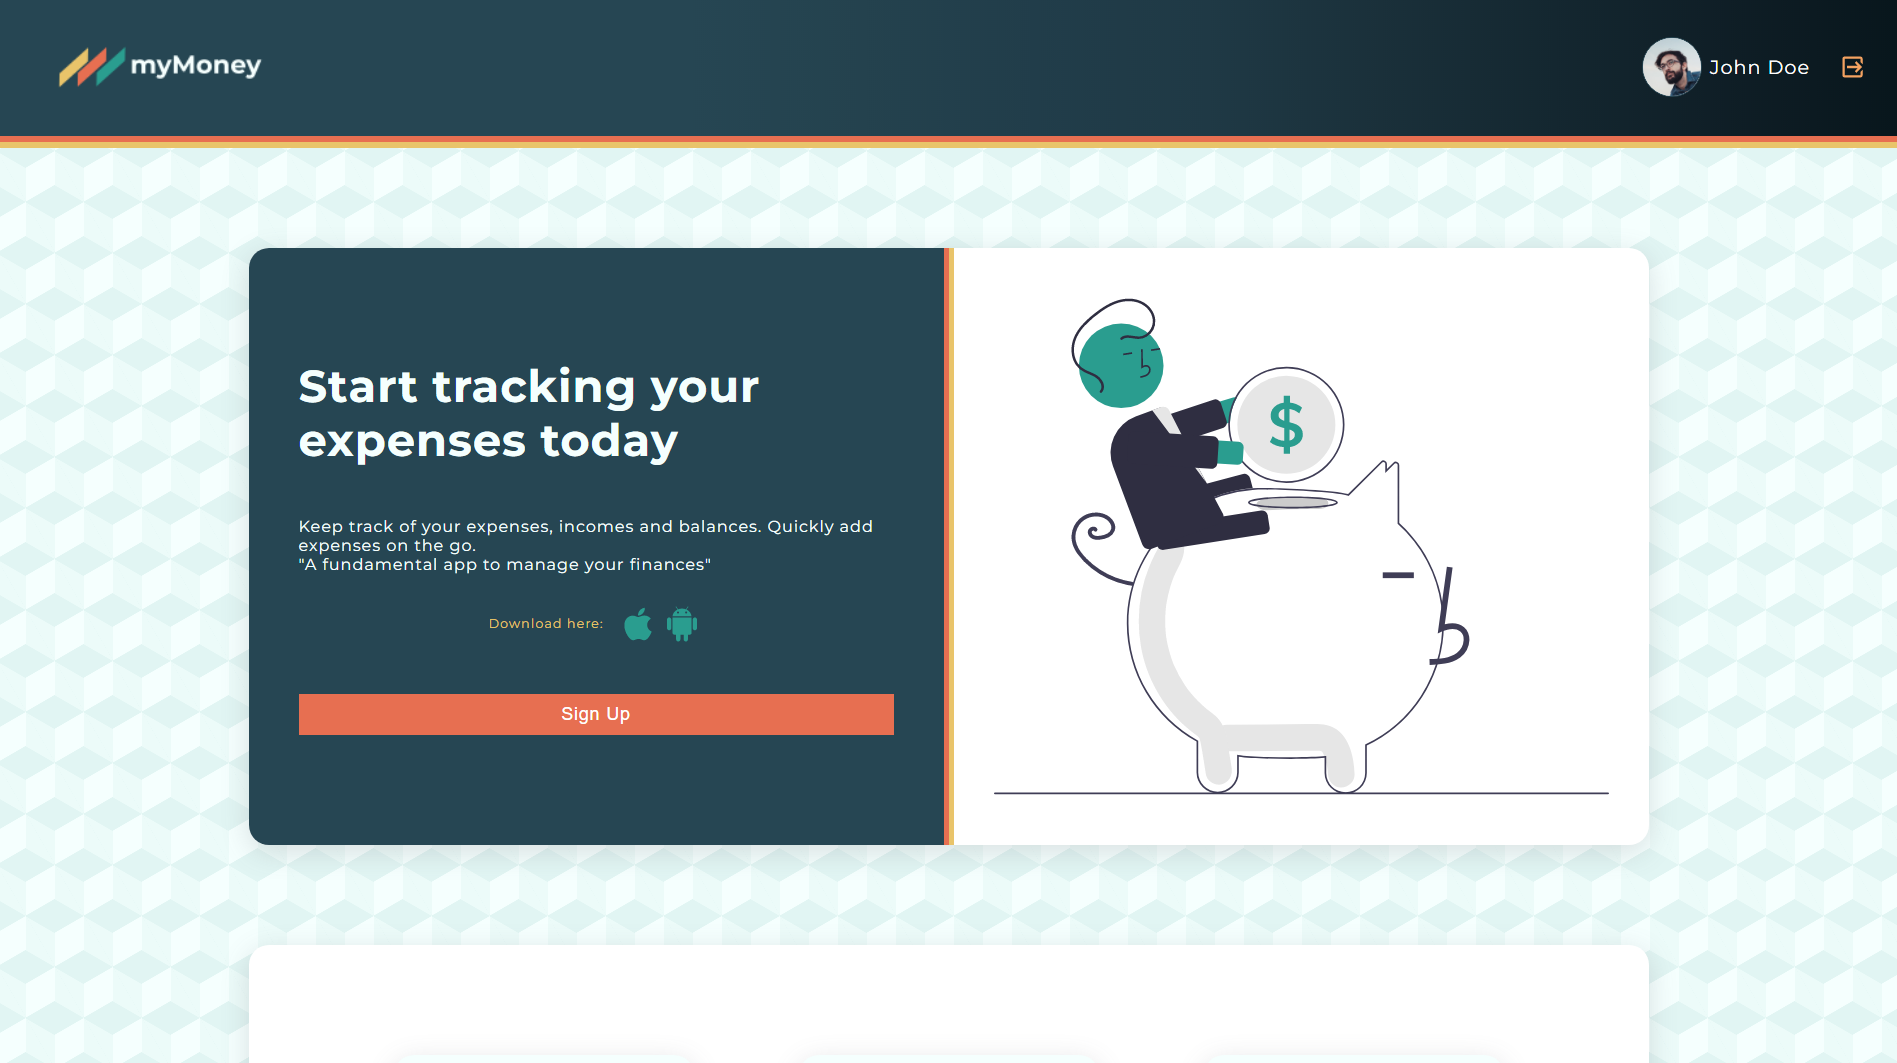 myMoney
John Doe
Start tracking your
expenses today
Keep track of your expenses, incomes and balances. Quickly add
expenses on the go.
"A fundamental app to manage your finances"
Download here:
Sign Up
$